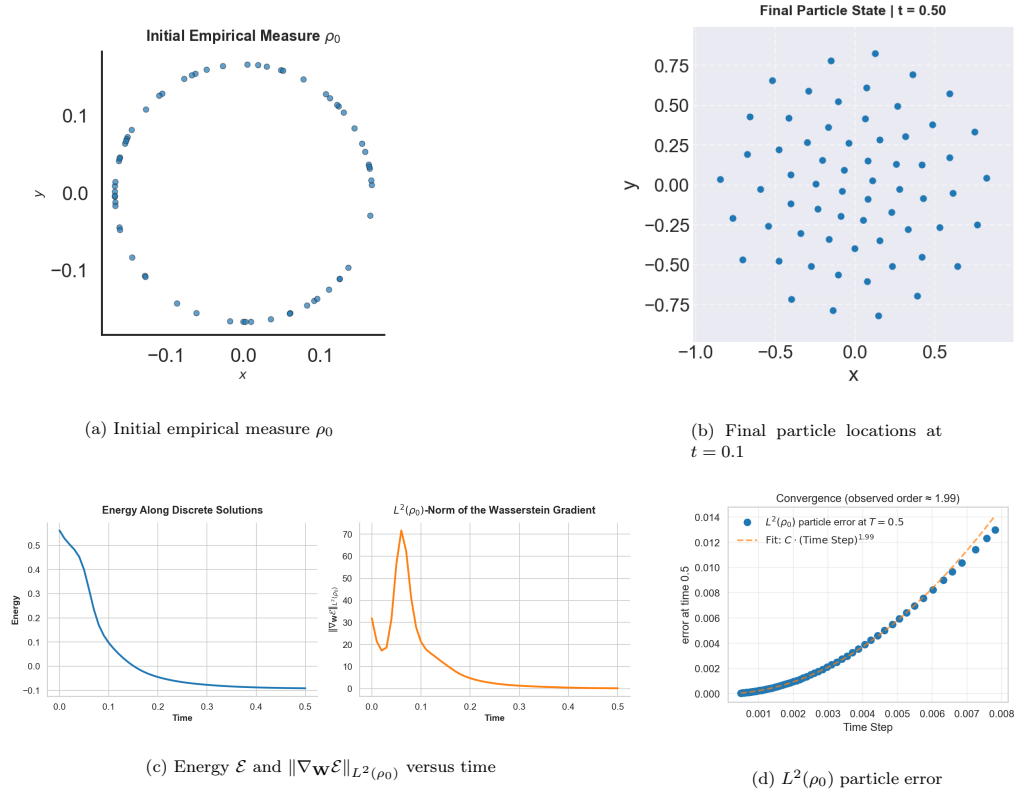 Initial Empirical Measure ρ₀
0.1
0.0
−0.1
y
−0.1 0.0 0.1
x
(a) Initial empirical measure ρ₀
Final Particle State | t = 0.50
0.75
0.50
0.25
0.00
−0.25
−0.50
−0.75
y
−1.0 −0.5 0.0 0.5
x
(b) Final particle locations at
t = 0.1
Energy Along Discrete Solutions
0.5
0.4
0.3
0.2
0.1
0.0
−0.1
Energy
0.0 0.1 0.2 0.3 0.4 0.5
Time
L²(ρ₀)-Norm of the Wasserstein Gradient
70
60
50
40
30
20
10
0
‖∇_W ℰ‖_L²(ρ₀)
0.0 0.1 0.2 0.3 0.4 0.5
Time
(c) Energy ℰ and ‖∇_W ℰ‖_L²(ρ₀) versus time
Convergence (observed order ≈ 1.99)
L²(ρ₀) particle error at T = 0.5
Fit: C · (Time Step)^1.99
0.014
0.012
0.010
0.008
0.006
0.004
0.002
0.000
error at time 0.5
0.001 0.002 0.003 0.004 0.005 0.006 0.007 0.008
Time Step
(d) L²(ρ₀) particle error